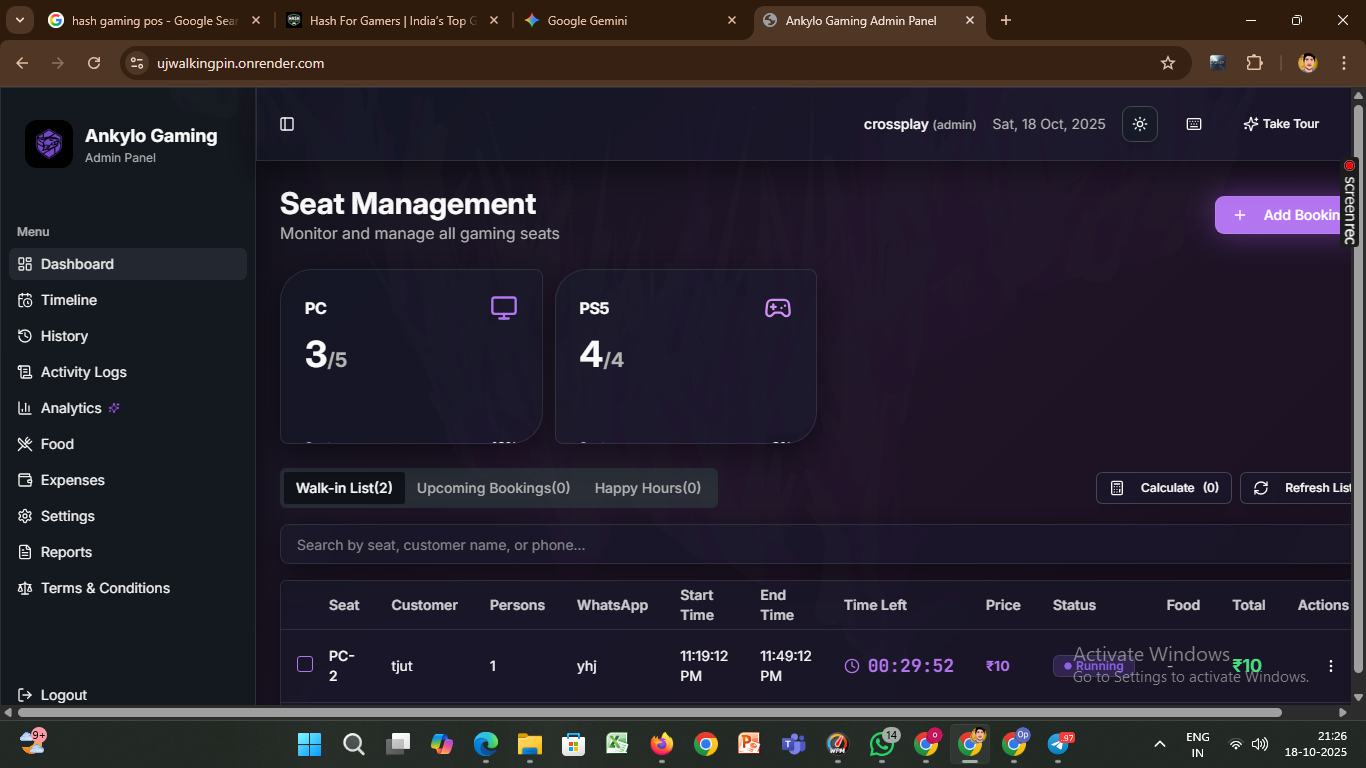 hash gaming pos - Google Sear
Hash For Gamers | India's Top G
Google Gemini
Ankylo Gaming Admin Panel
ujwalkingpin.onrender.com
Ankylo Gaming
Admin Panel
crossplay (admin)
Sat, 18 Oct, 2025
Take Tour
screenrec
Menu
Dashboard
Timeline
History
Activity Logs
Analytics
Food
Expenses
Settings
Reports
Terms & Conditions
Logout
Seat Management
Monitor and manage all gaming seats
+ Add Bookin
PC
3/5
PS5
4/4
Walk-in List(2)
Upcoming Bookings(0)
Happy Hours(0)
Calculate (0)
Refresh List
Search by seat, customer name, or phone...
Seat Customer Persons WhatsApp Start Time End Time Time Left Price Status Food Total Actions
PC-2 tjut 1 yhj 11:19:12 PM 11:49:12 PM 00:29:52 ₹10 Running - ₹10
Activate Windows
Go to Settings to activate Windows.
9+
14
Op
97
ENG
IN
21:26
18-10-2025